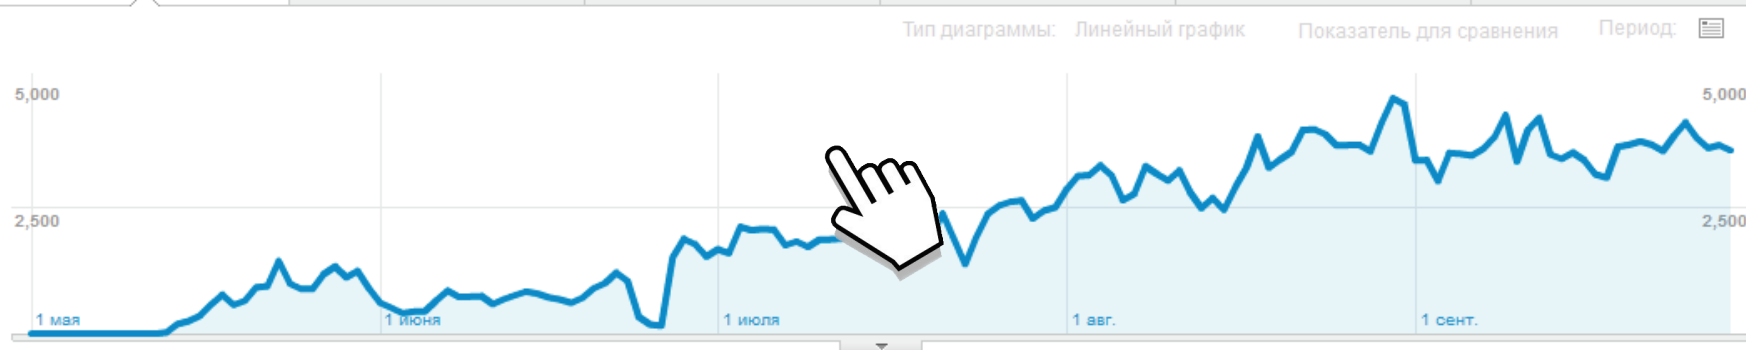 Тип диаграммы: Линейный график Показатель для сравнения Период:
5,000 5,000
2,500 2,500
1 мая 1 июня 1 июля 1 авг. 1 сент.